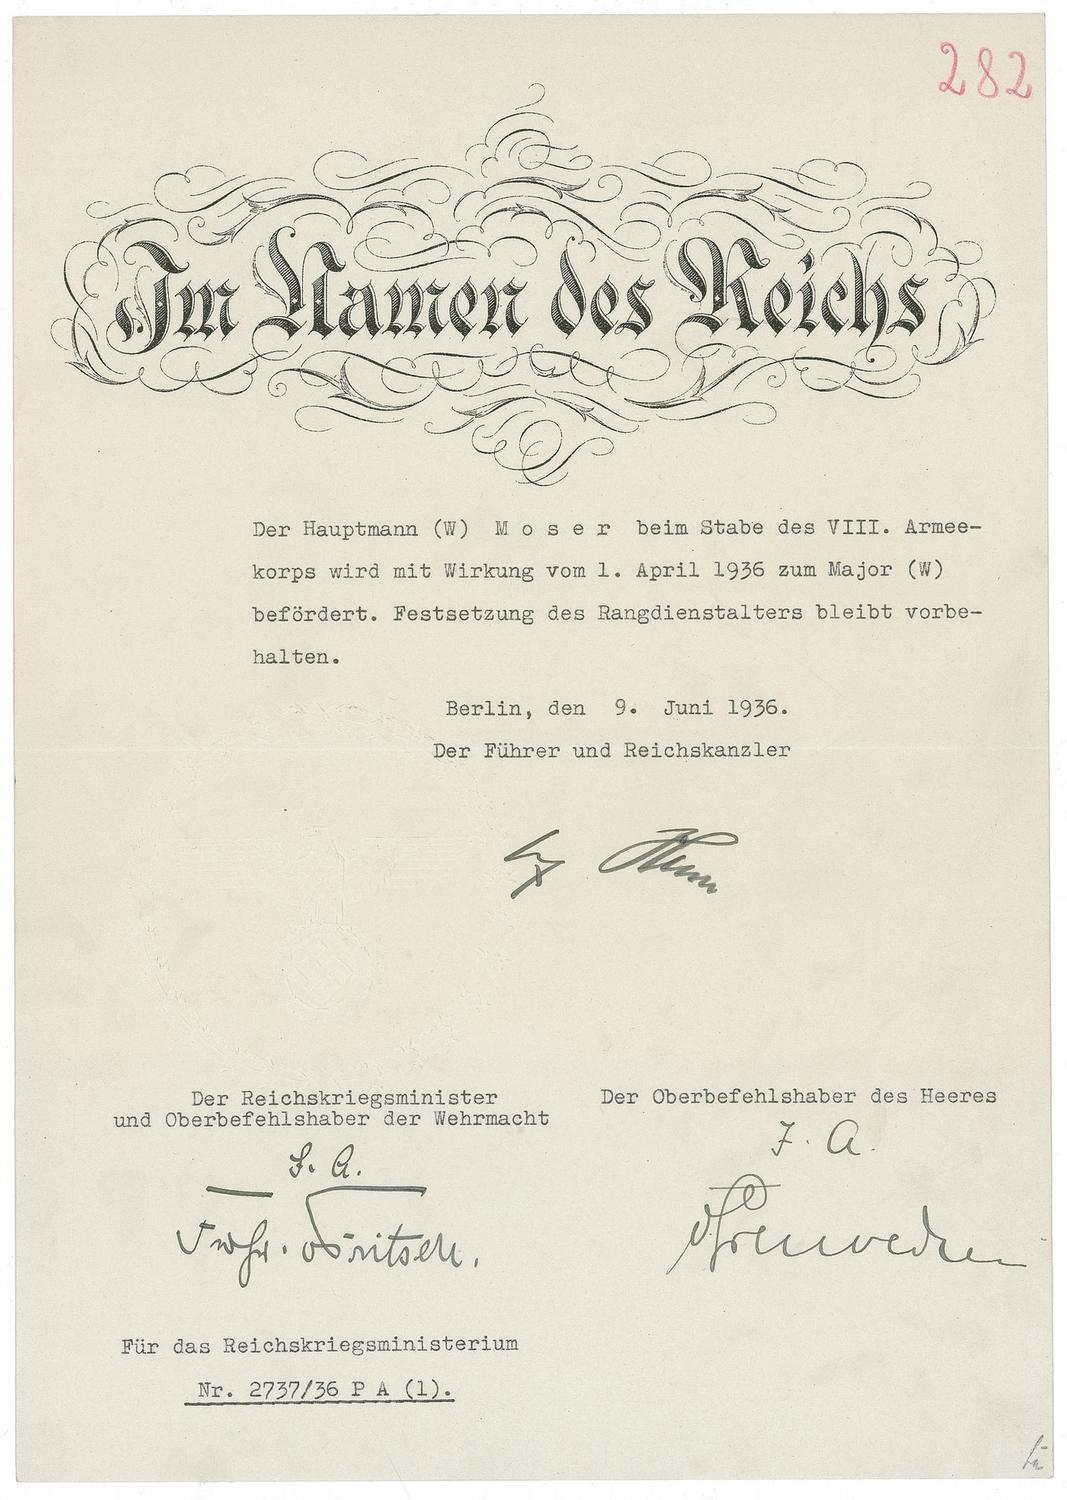 282
Im Namen des Reichs
Der Hauptmann (W) M o s e r beim Stabe des VIII. Armee-
korps wird mit Wirkung vom 1. April 1936 zum Major (W)
befördert. Festsetzung des Rangdienstalters bleibt vorbe-
halten.
Berlin, den 9. Juni 1936.
Der Führer und Reichskanzler
Der Reichskriegsminister
und Oberbefehlshaber der Wehrmacht
J. A.
Frhr. v. Fritsch.
Der Oberbefehlshaber des Heeres
J. A.
Für das Reichskriegsministerium
Nr. 2737/36 P A (1).